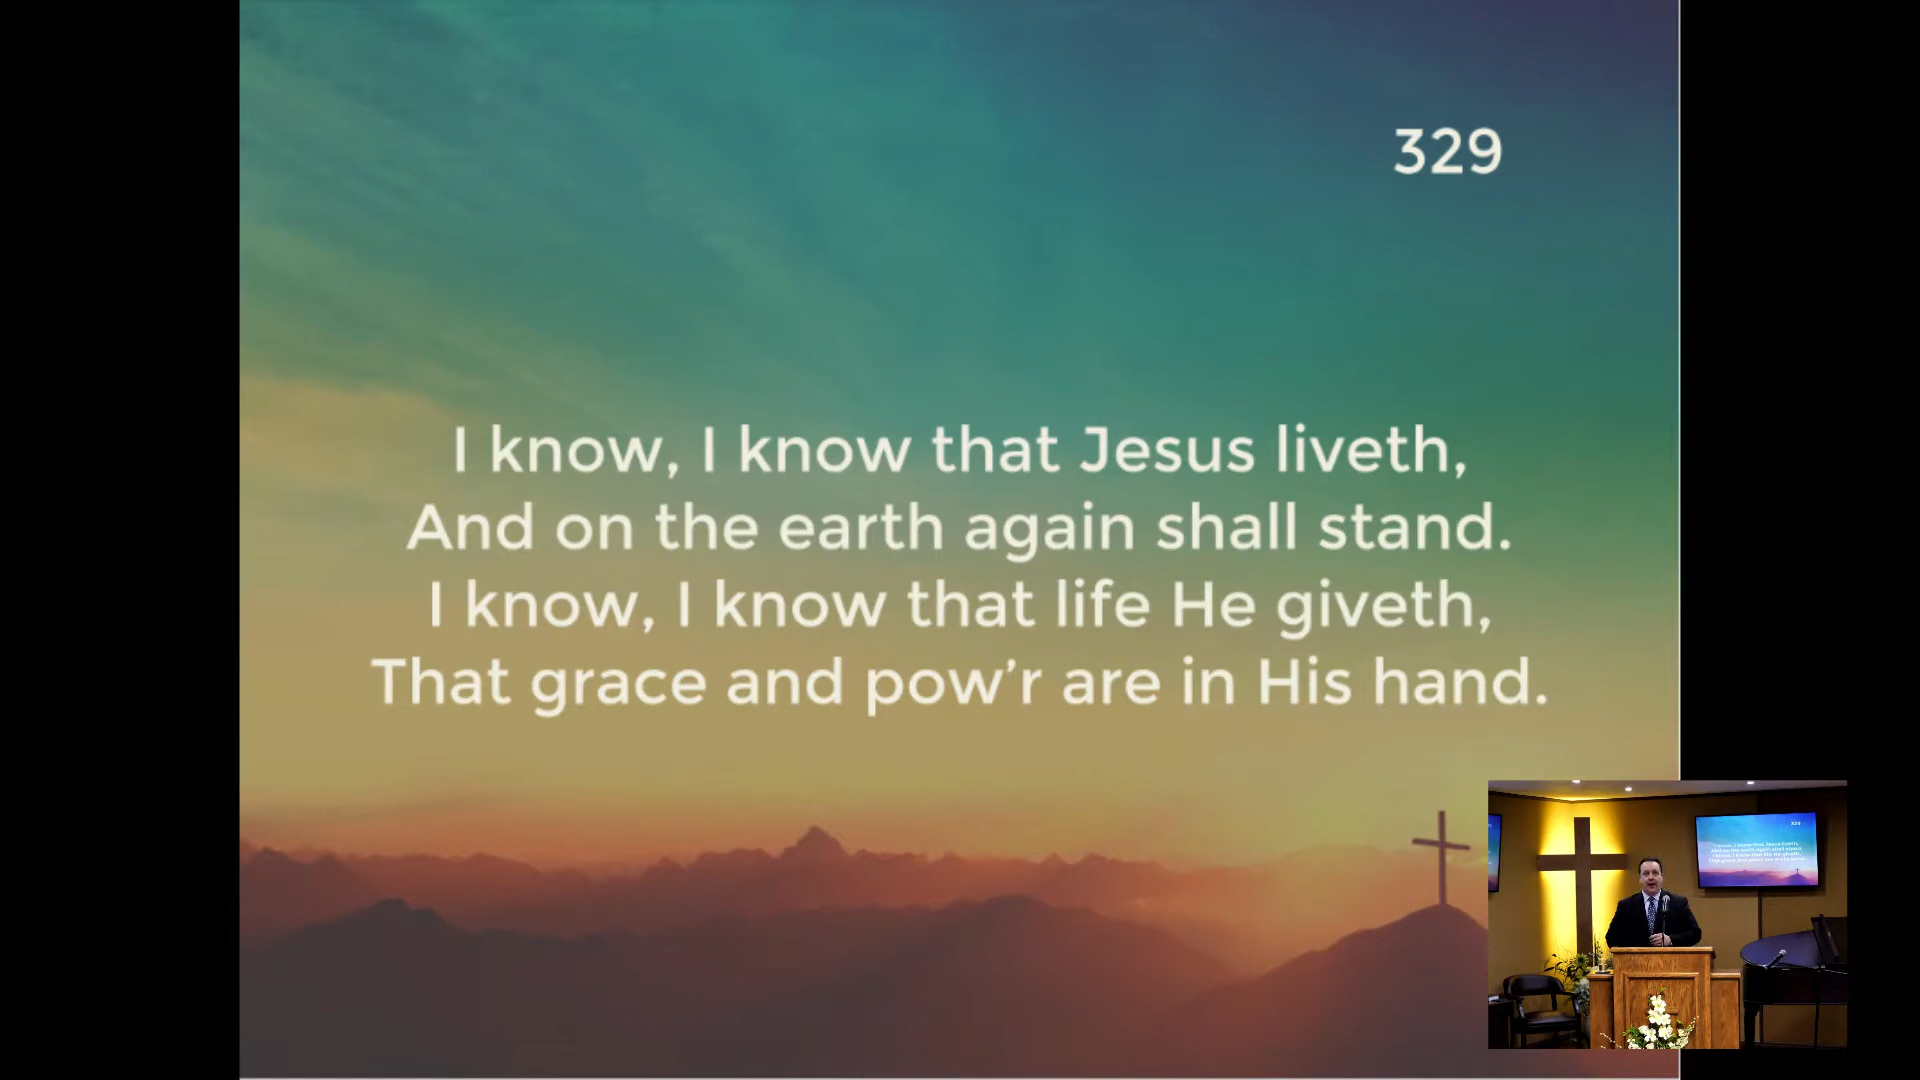 329
I know, I know that Jesus liveth,
And on the earth again shall stand.
I know, I know that life He giveth,
That grace and pow’r are in His hand.